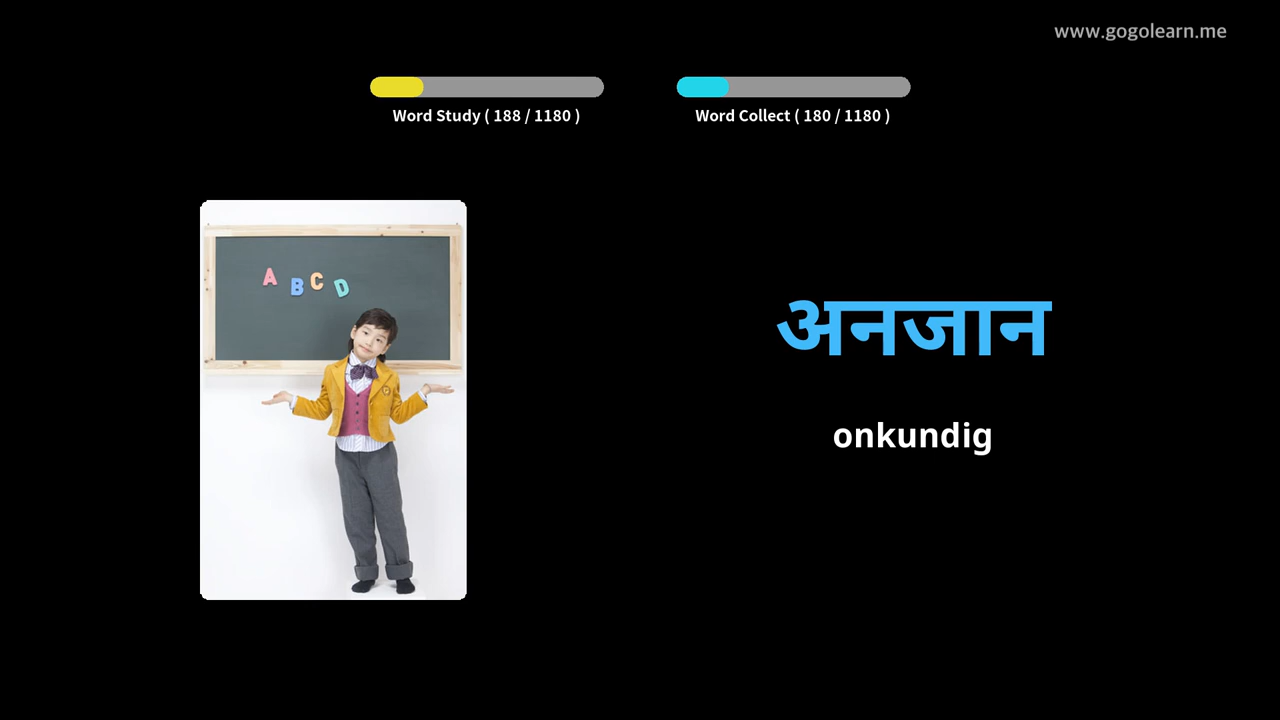 www.gogolearn.me
Word Study ( 188 / 1180 )
Word Collect ( 180 / 1180 )
A B C D
अनजान
onkundig